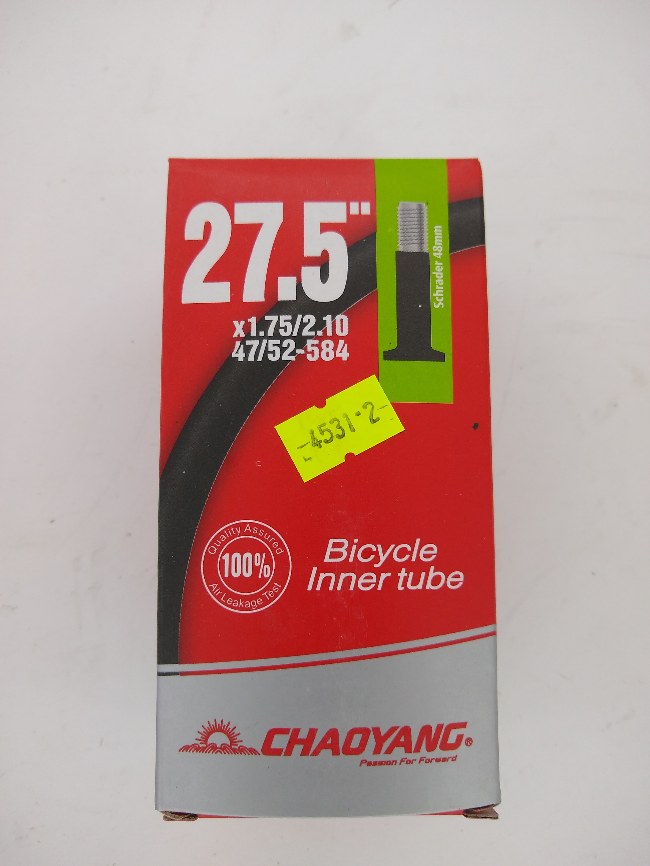 27.5"
x1.75/2.10
47/52-584
Schrader 48mm
4531-2-
Quality Assured
100%
Air Leakage Test
Bicycle
Inner tube
CHAOYANG®
Passion For Forward